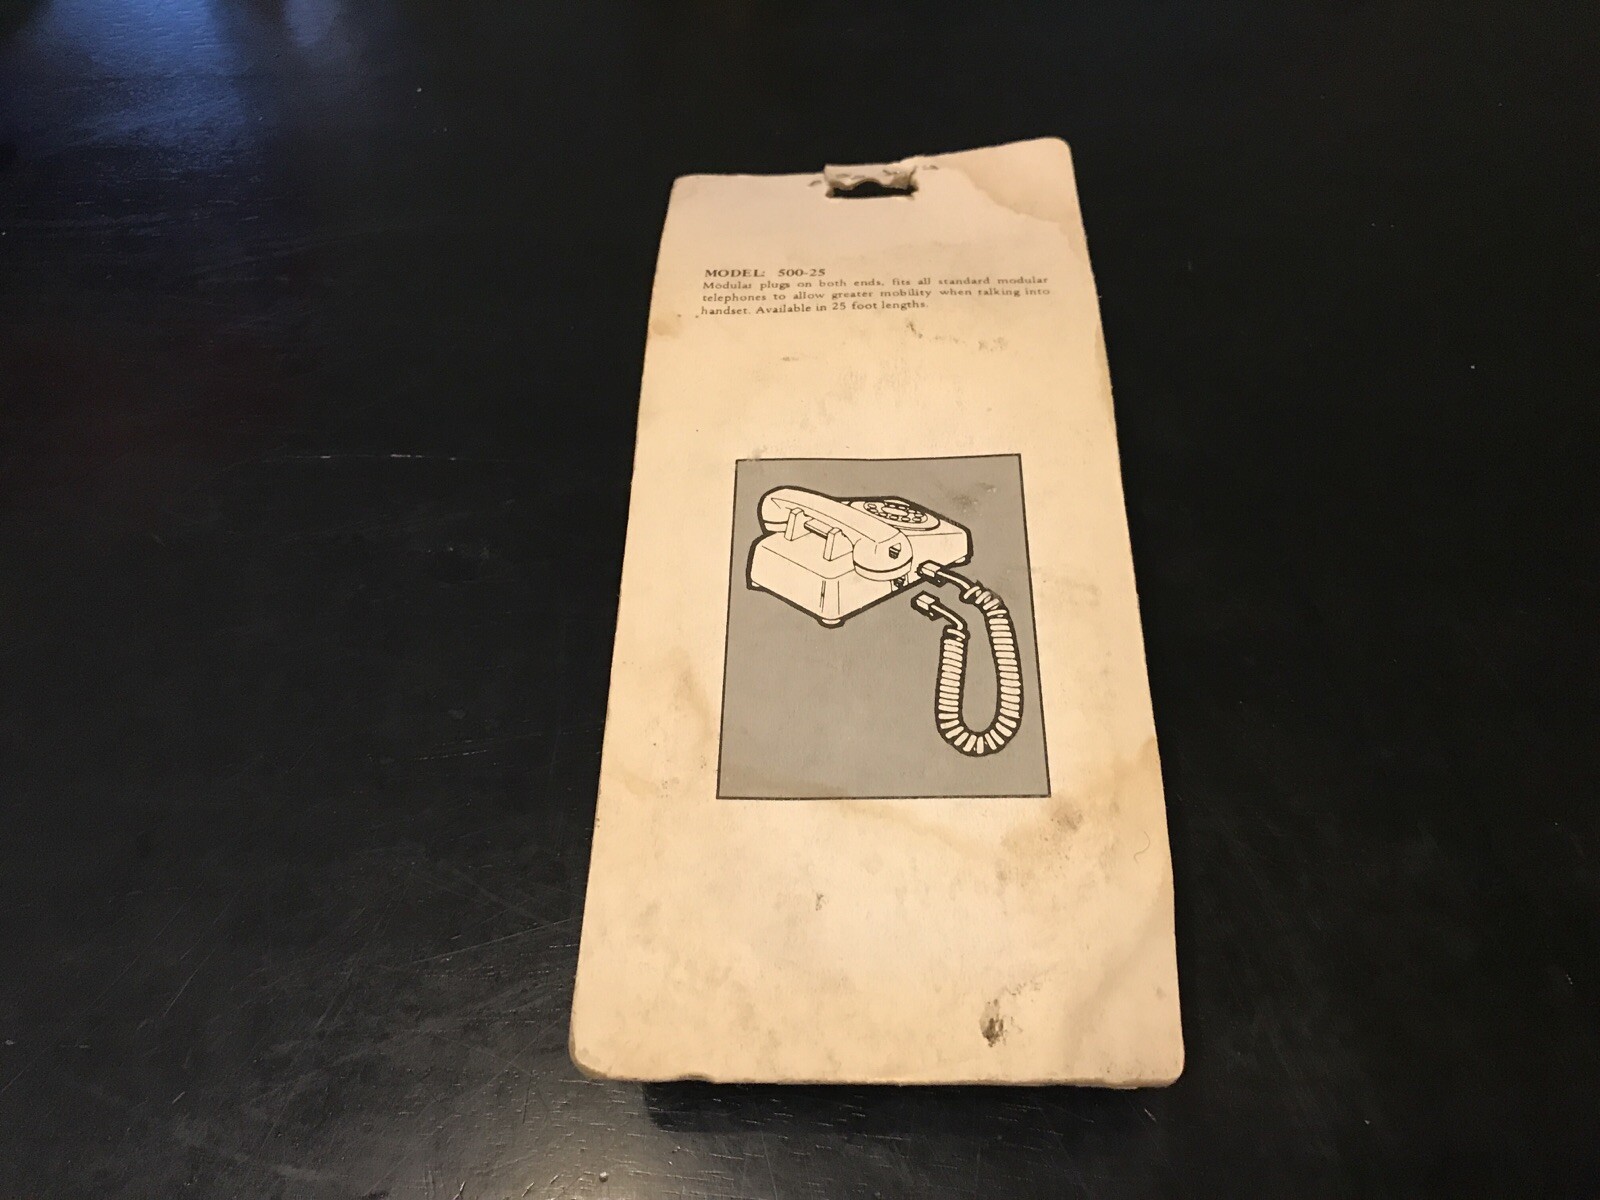 MODEL: 500-25
Modular plugs on both ends, fits all standard modular
telephones to allow greater mobility when talking into
handset. Available in 25 foot lengths.